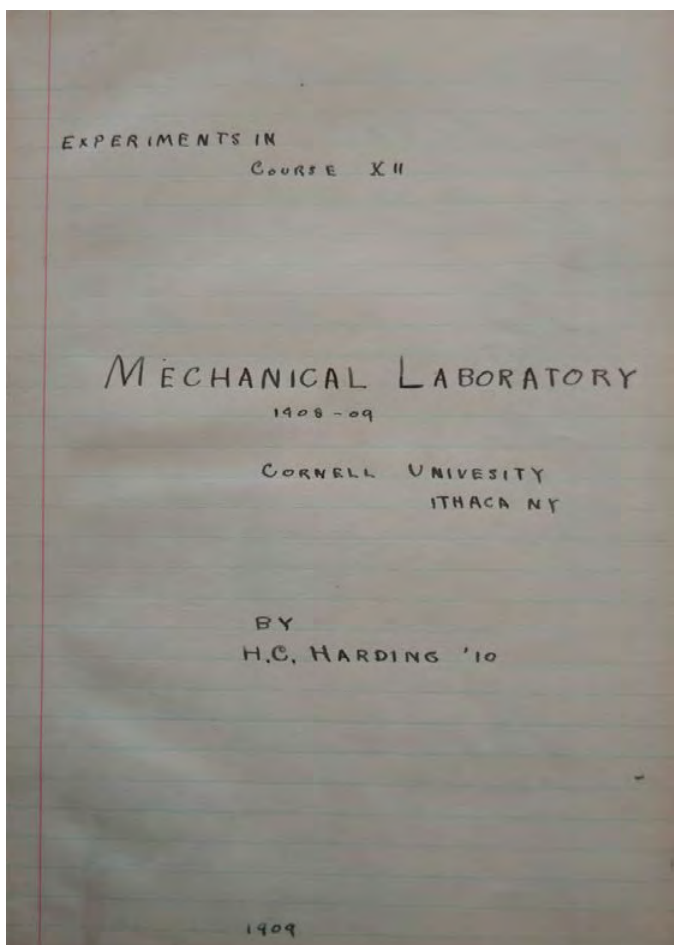 EXPERIMENTS IN
COURSE XII
MECHANICAL LABORATORY
1908-09
CORNELL UNIVESITY
ITHACA NY
BY
H.C. HARDING '10
1909